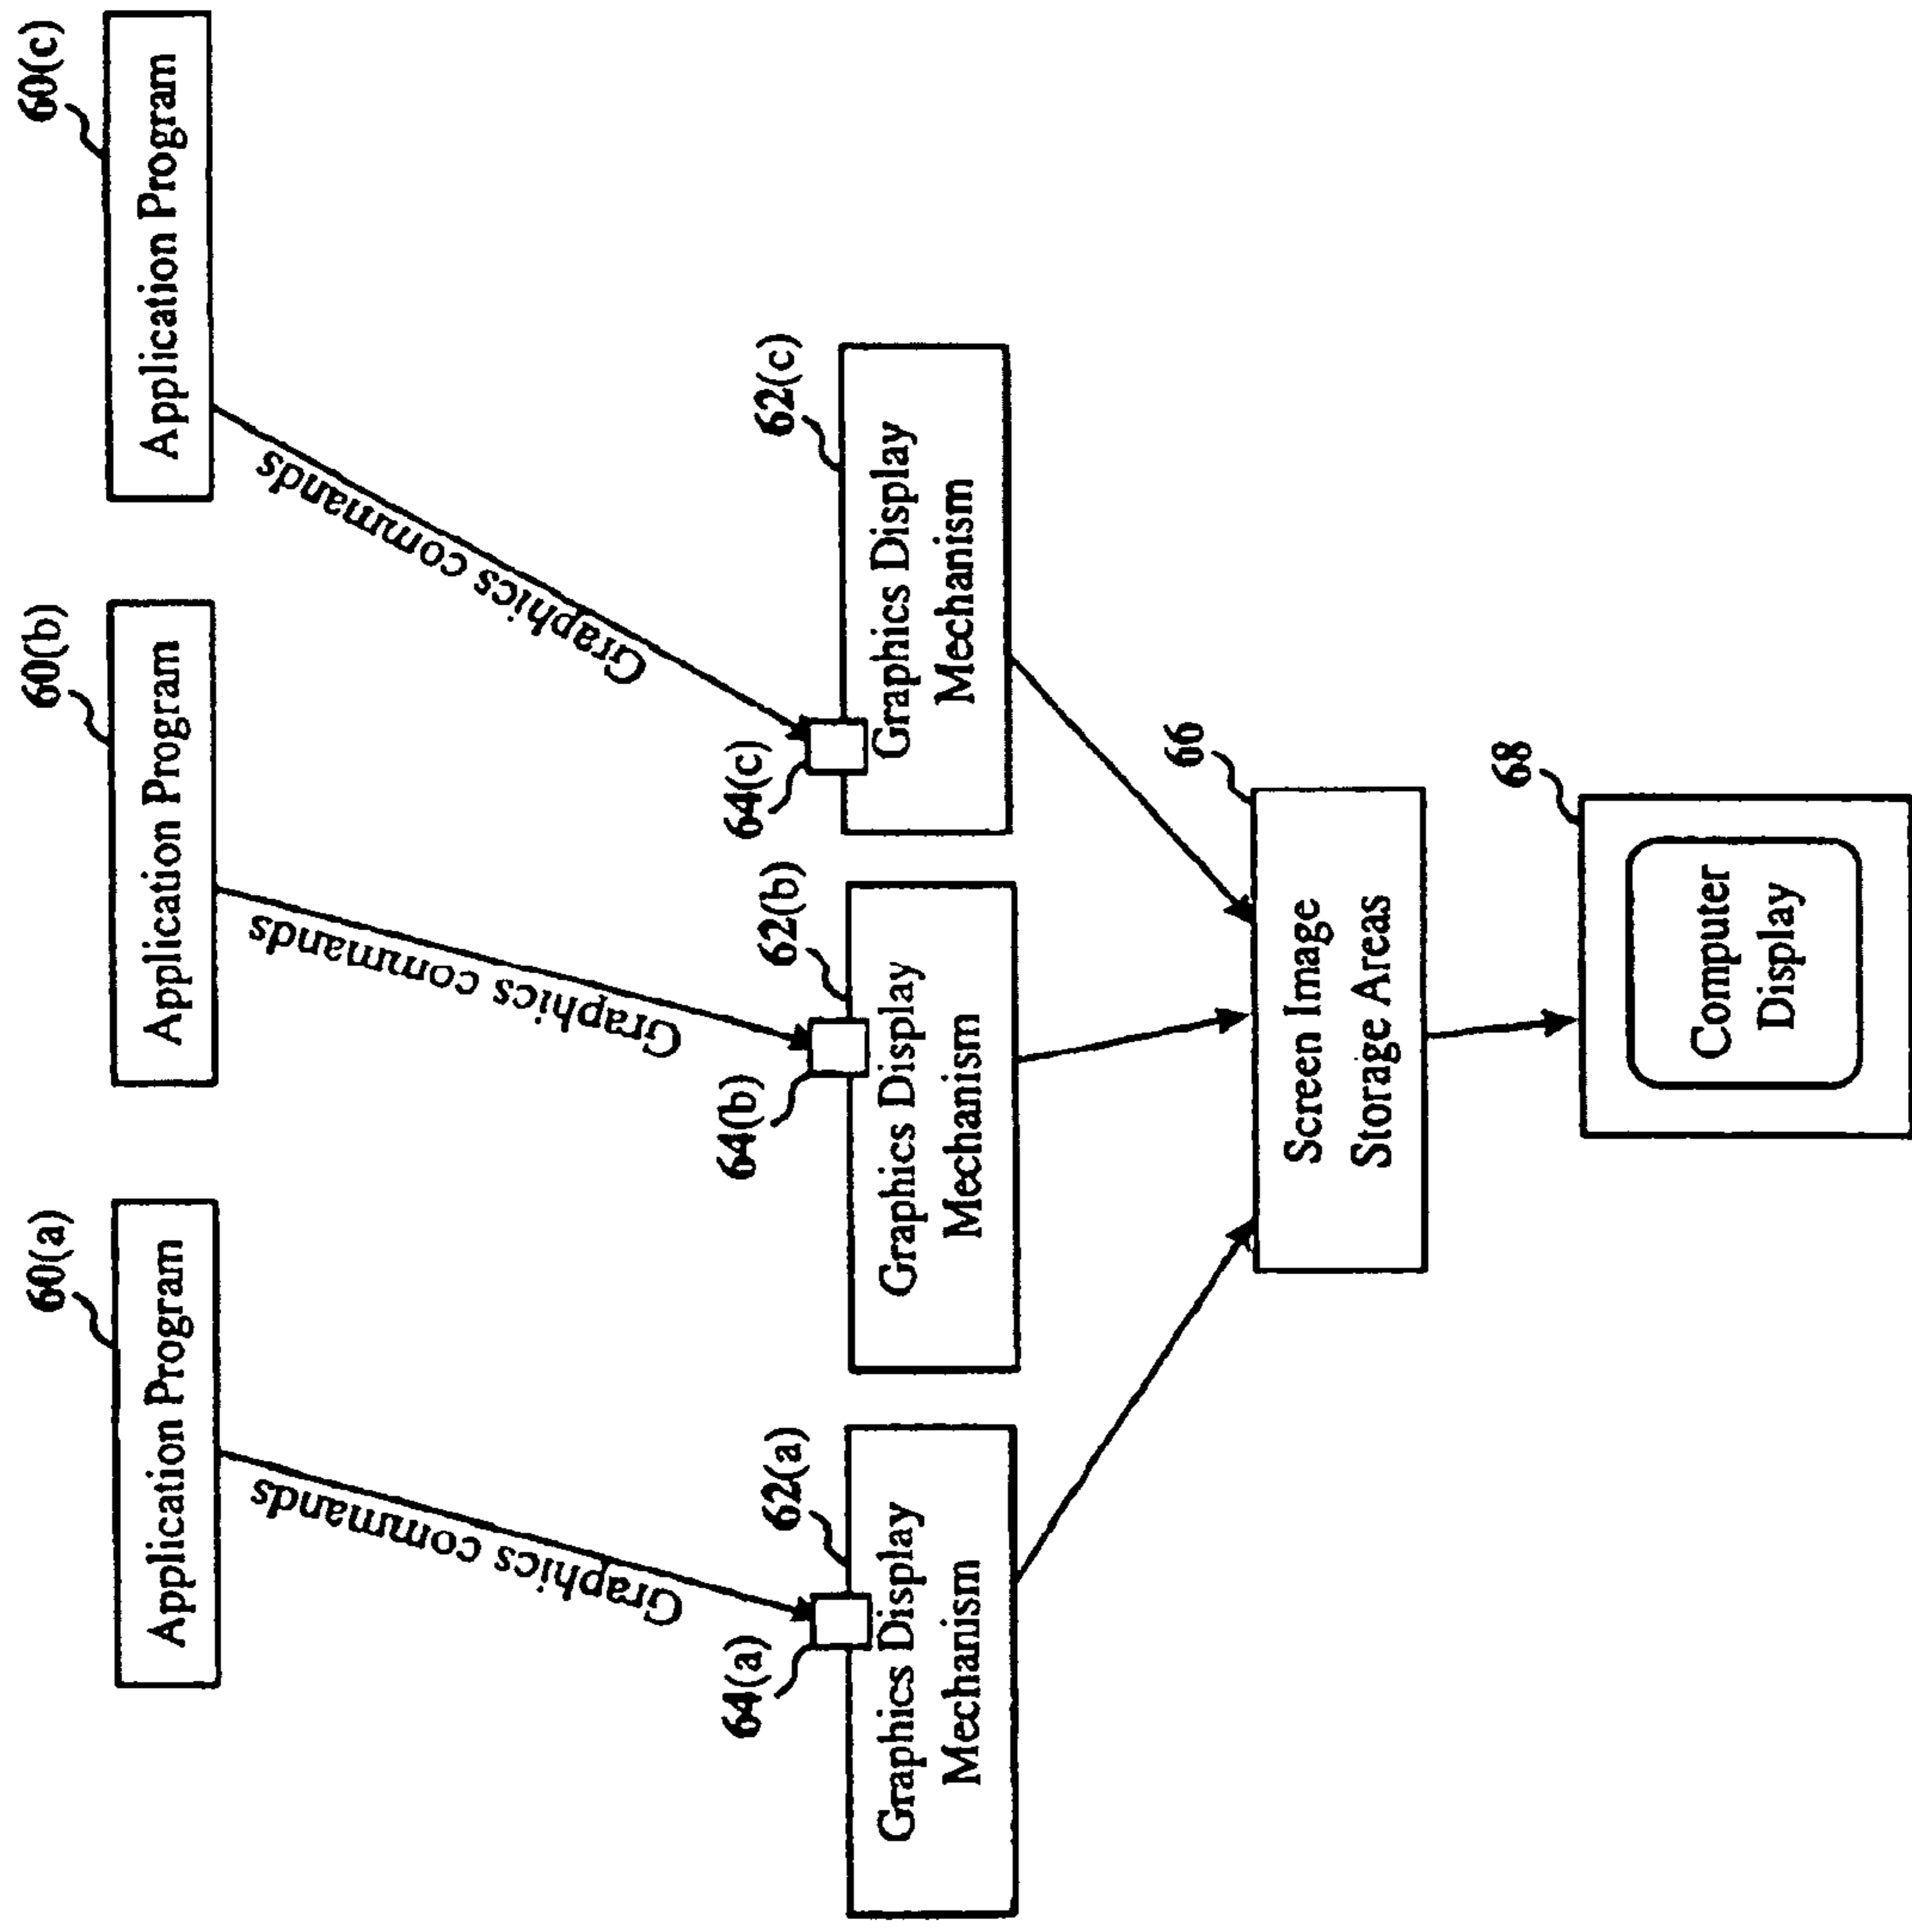 60(a)
Application Program
60(b)
Application Program
60(c)
Application Program
Graphics commands
Graphics commands
Graphics commands
64(a)
62(a)
Graphics Display
Mechanism
64(b)
62(b)
Graphics Display
Mechanism
64(c)
62(c)
Graphics Display
Mechanism
66
Screen Image
Storage Areas
68
Computer
Display